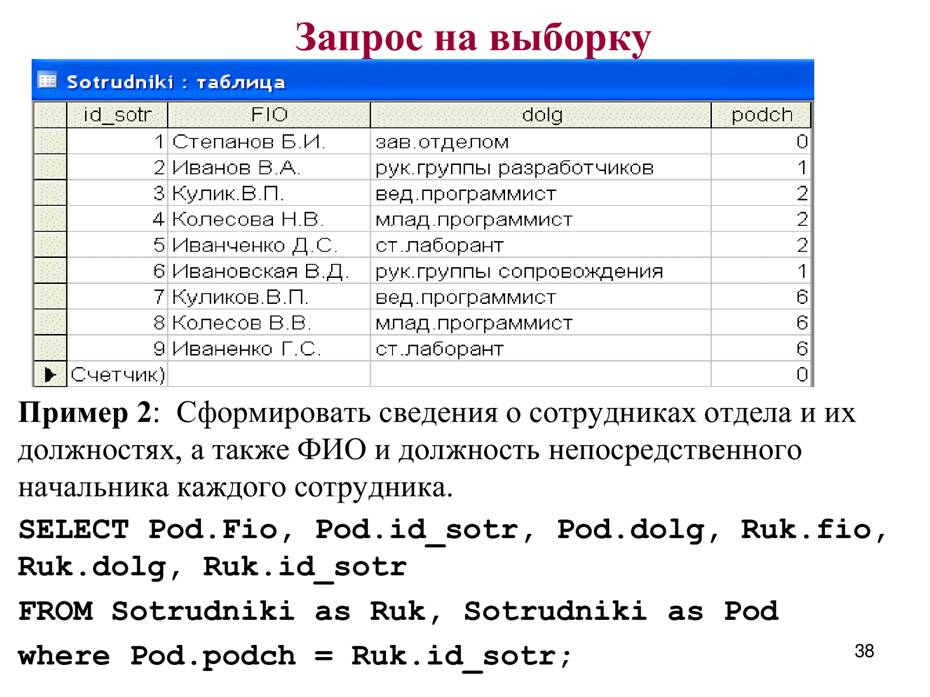 Запрос на выборку
Sotrudniki : таблица
id_sotr FIO dolg podch
1 Степанов Б.И. зав.отделом 0
2 Иванов В.А. рук.группы разработчиков 1
3 Кулик.В.П. вед.программист 2
4 Колесова Н.В. млад.программист 2
5 Иванченко Д.С. ст.лаборант 2
6 Ивановская В.Д. рук.группы сопровождения 1
7 Куликов.В.П. вед.программист 6
8 Колесов В.В. млад.программист 6
9 Иваненко Г.С. ст.лаборант 6
Счетчик) 0
Пример 2: Сформировать сведения о сотрудниках отдела и их
должностях, а также ФИО и должность непосредственного
начальника каждого сотрудника.
SELECT Pod.Fio, Pod.id_sotr, Pod.dolg, Ruk.fio,
Ruk.dolg, Ruk.id_sotr
FROM Sotrudniki as Ruk, Sotrudniki as Pod
where Pod.podch = Ruk.id_sotr;
38